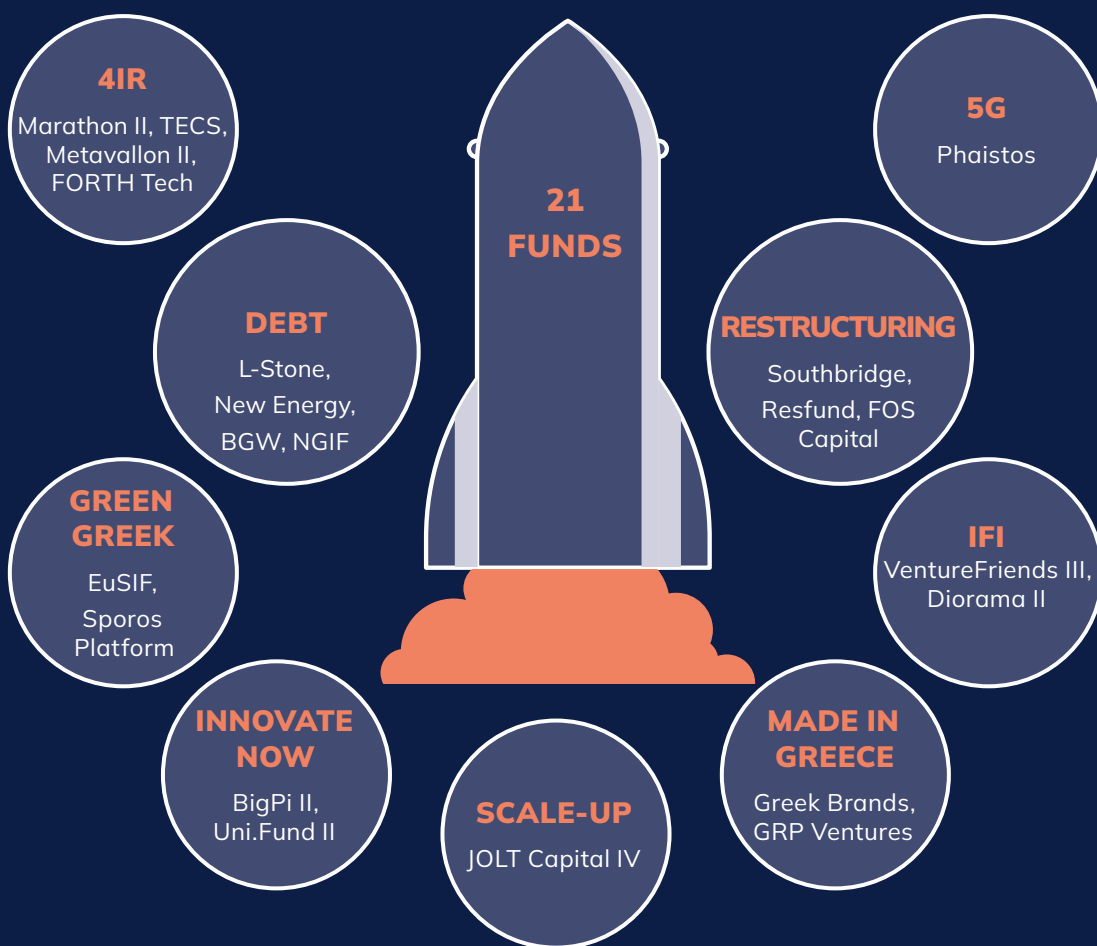 4IR
Marathon II, TECS,
Metavallon II,
FORTH Tech
21
FUNDS
5G
Phaistos
DEBT
L-Stone,
New Energy,
BGW, NGIF
RESTRUCTURING
Southbridge,
Resfund, FOS
Capital
GREEN
GREEK
EuSIF,
Sporos
Platform
IFI
VentureFriends III,
Diorama II
INNOVATE
NOW
BigPi II,
Uni.Fund II
SCALE-UP
JOLT Capital IV
MADE IN
GREECE
Greek Brands,
GRP Ventures